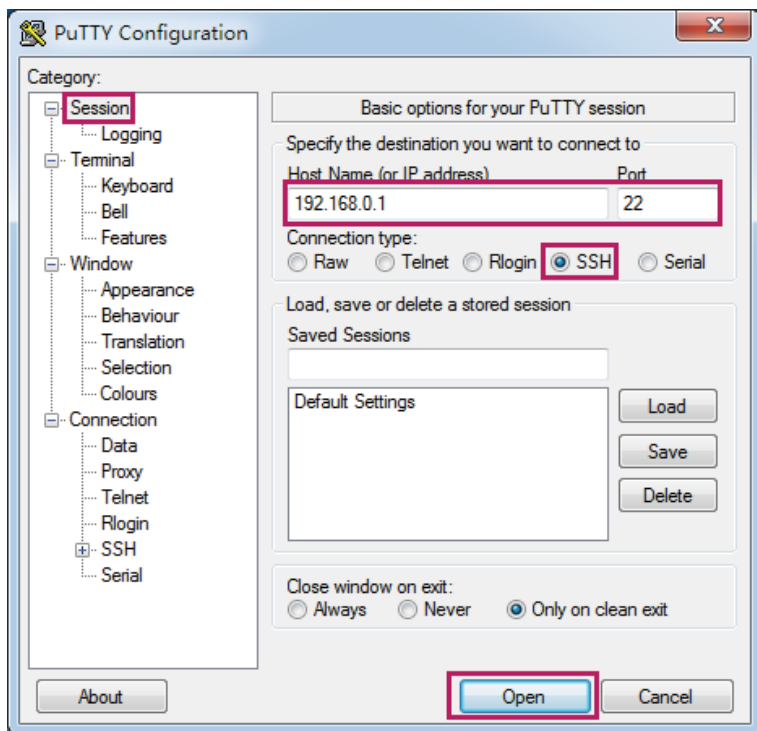 PuTTY Configuration
Category:
Session
Logging
Terminal
Keyboard
Bell
Features
Window
Appearance
Behaviour
Translation
Selection
Colours
Connection
Data
Proxy
Telnet
Rlogin
SSH
Serial
Basic options for your PuTTY session
Specify the destination you want to connect to
Host Name (or IP address) Port
192.168.0.1 22
Connection type:
Raw Telnet Rlogin SSH Serial
Load, save or delete a stored session
Saved Sessions
Default Settings
Load
Save
Delete
Close window on exit:
Always Never Only on clean exit
About Open Cancel